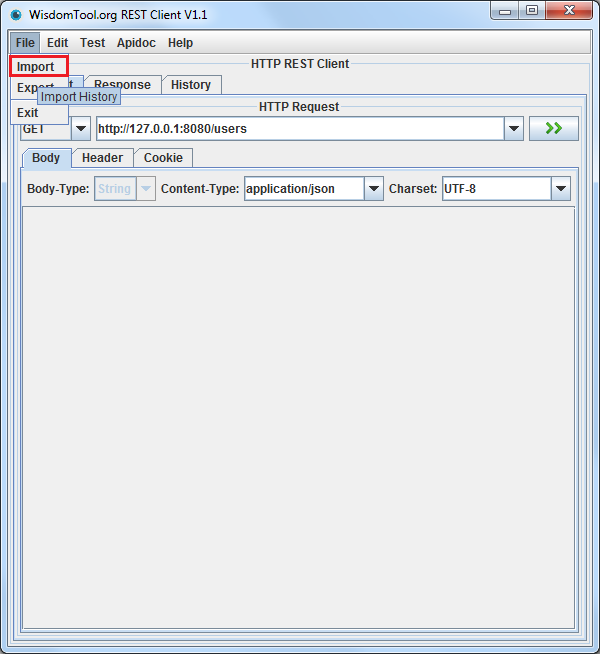 WisdomTool.org REST Client V1.1
File Edit Test Apidoc Help
Import
HTTP REST Client
Export
Response History
Import History
HTTP Request
Exit
GET http://127.0.0.1:8080/users
Body Header Cookie
Body-Type: String Content-Type: application/json Charset: UTF-8